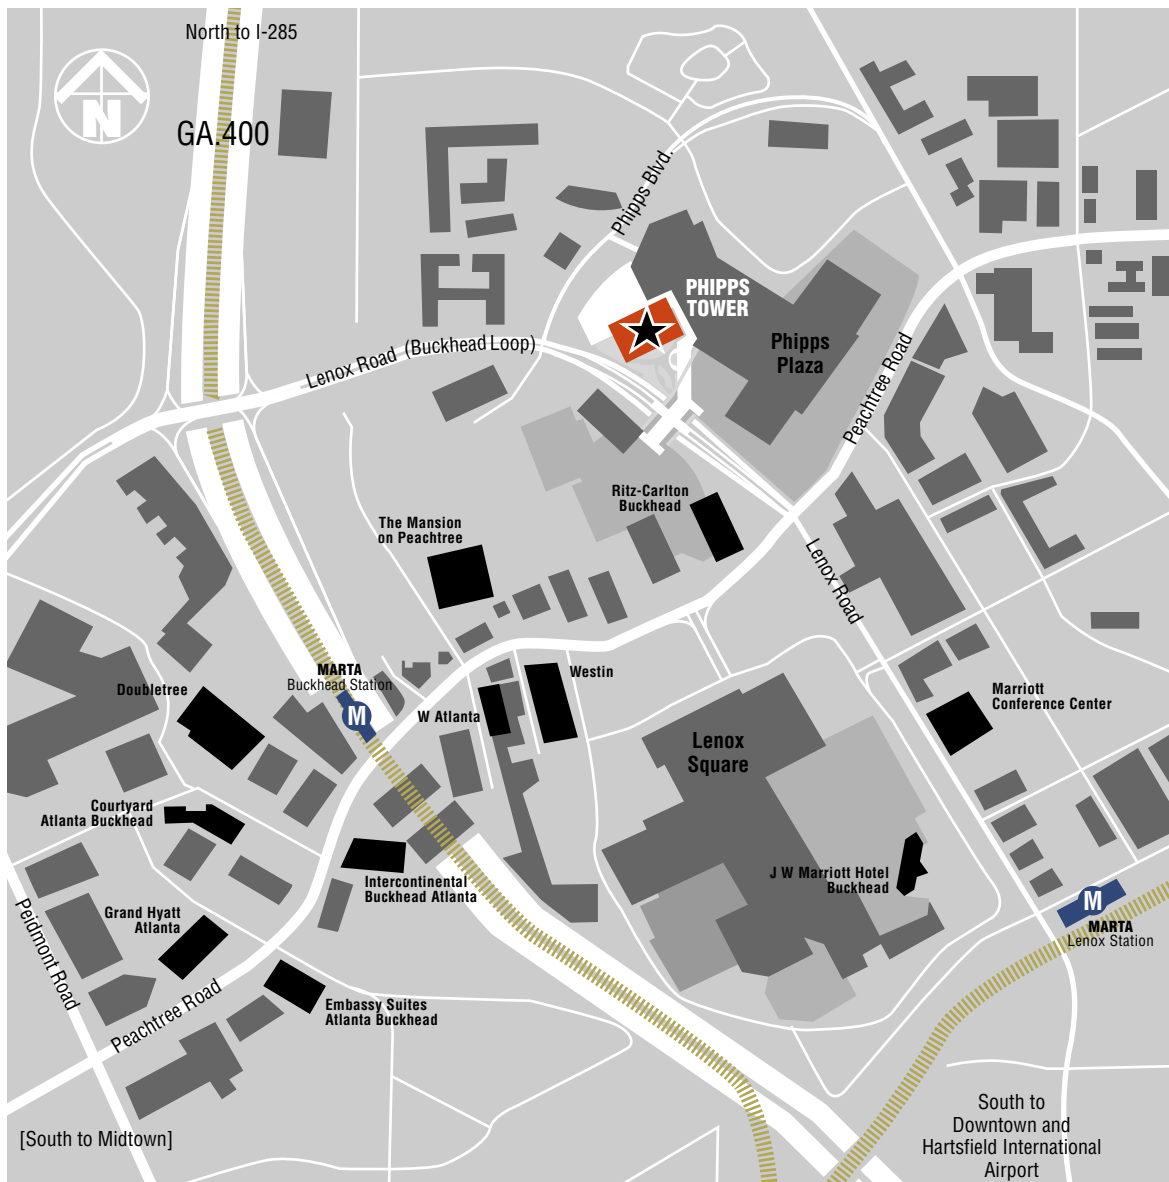 North to I-285
N
GA.400
Phipps Blvd.
PHIPPS
TOWER
Phipps
Plaza
Lenox Road (Buckhead Loop)
Peachtree Road
Ritz-Carlton
Buckhead
The Mansion
on Peachtree
Lenox Road
MARTA
Buckhead Station
M
Doubletree
Westin
W Atlanta
Marriott
Conference Center
Lenox
Square
Courtyard
Atlanta Buckhead
J W Marriott Hotel
Buckhead
Intercontinental
Buckhead Atlanta
M
MARTA
Lenox Station
Grand Hyatt
Atlanta
Peidmont Road
Peachtree Road
Embassy Suites
Atlanta Buckhead
[South to Midtown]
South to
Downtown and
Hartsfield International
Airport